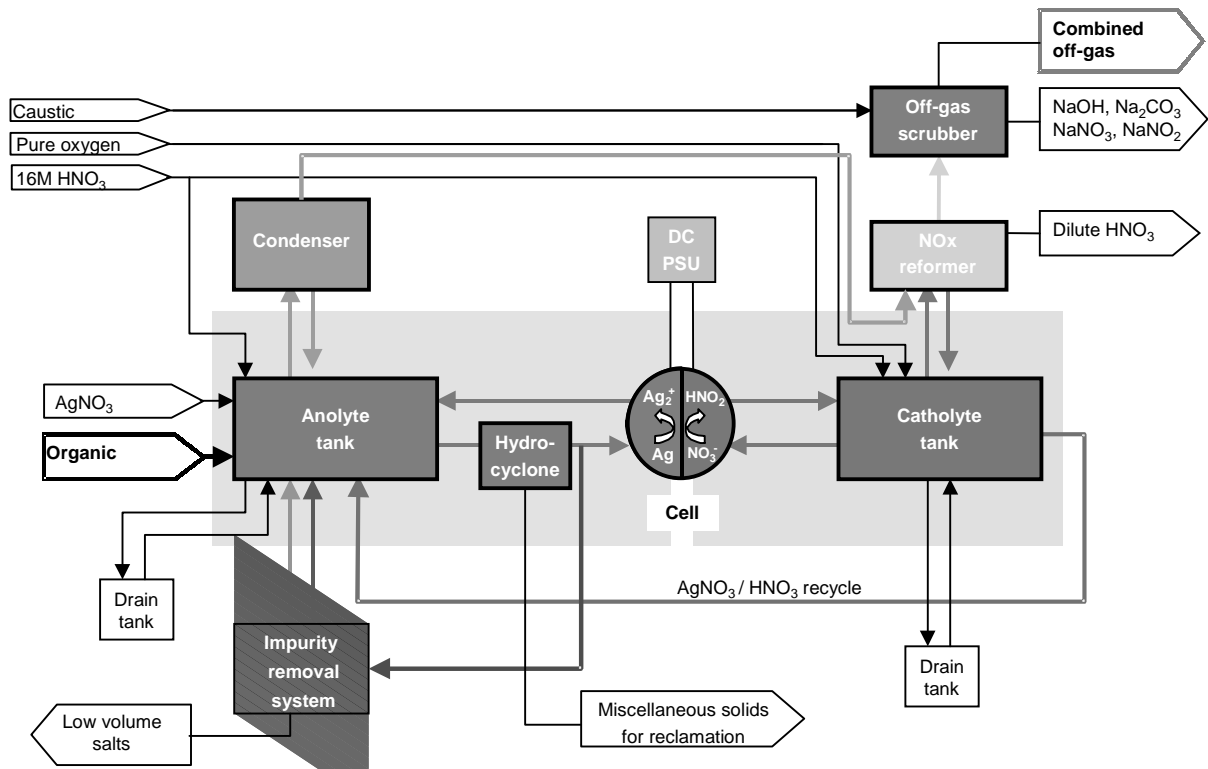 Combined
off-gas
Caustic
Off-gas
scrubber
NaOH, Na₂CO₃
NaNO₃, NaNO₂
Pure oxygen
16M HNO₃
Condenser
DC
PSU
NOx
reformer
Dilute HNO₃
AgNO₃
Anolyte
tank
Ag₂⁺
HNO₂
Ag
NO₃⁻
Catholyte
tank
Organic
Hydro-
cyclone
Cell
Drain
tank
AgNO₃ / HNO₃ recycle
Impurity
removal
system
Drain
tank
Low volume
salts
Miscellaneous solids
for reclamation